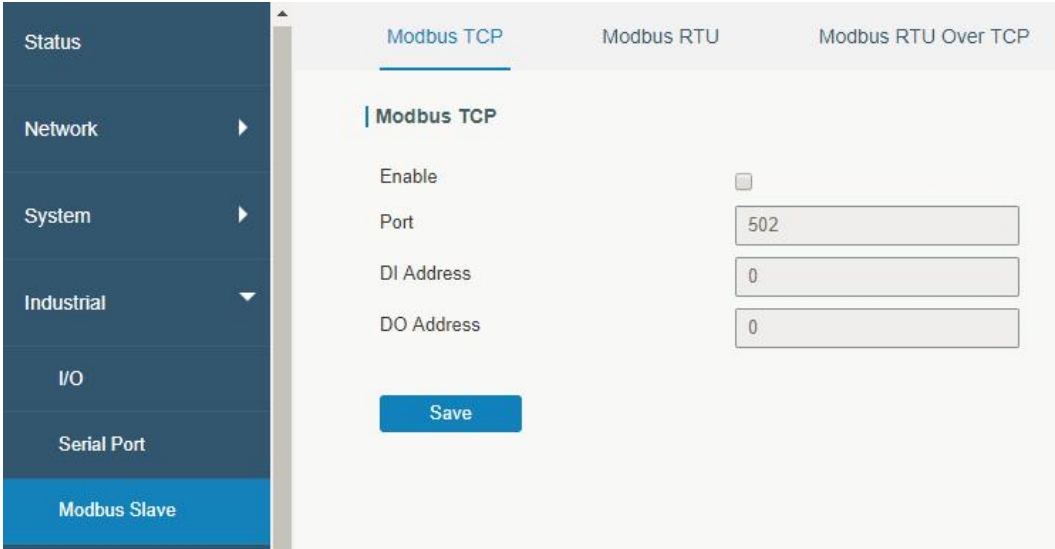 Status
Network
System
Industrial
I/O
Serial Port
Modbus Slave
Modbus TCP
Modbus RTU
Modbus RTU Over TCP
Modbus TCP
Enable
Port
502
DI Address
0
DO Address
0
Save